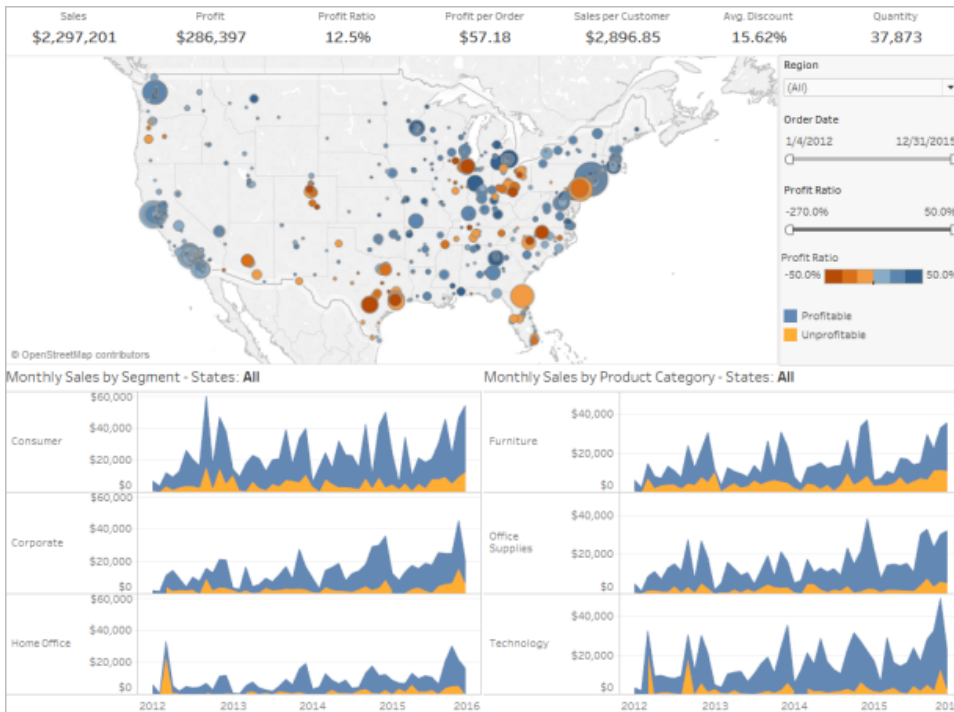 Sales Profit Profit Ratio Profit per Order Sales per Customer Avg. Discount Quantity
$2,297,201 $286,397 12.5% $57.18 $2,896.85 15.62% 37,873
Region
(All)
Order Date
1/4/2012 12/31/2015
Profit Ratio
-270.0% 50.0%
Profit Ratio
-50.0% 50.0%
Profitable
Unprofitable
© OpenStreetMap contributors
Monthly Sales by Segment - States: All
$60,000
$40,000
Consumer
$20,000
$0
$60,000
$40,000
Corporate
$20,000
$0
$60,000
$40,000
Home Office
$20,000
$0
2012 2013 2014 2015 2016
Monthly Sales by Product Category - States: All
$40,000
Furniture
$20,000
$0
$40,000
Office
Supplies
$20,000
$0
$40,000
Technology
$20,000
$0
2012 2013 2014 2015 201